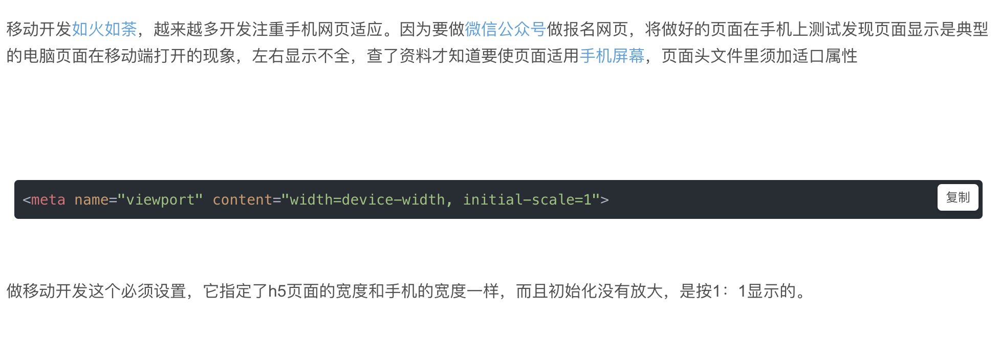 移动开发如火如荼，越来越多开发注重手机网页适应。因为要做微信公众号做报名网页，将做好的页面在手机上测试发现页面显示是典型
的电脑页面在移动端打开的现象，左右显示不全，查了资料才知道要使页面适用手机屏幕，页面头文件里须加适口属性
<meta name="viewport" content="width=device-width, initial-scale=1">
复制
做移动开发这个必须设置，它指定了h5页面的宽度和手机的宽度一样，而且初始化没有放大，是按1：1显示的。